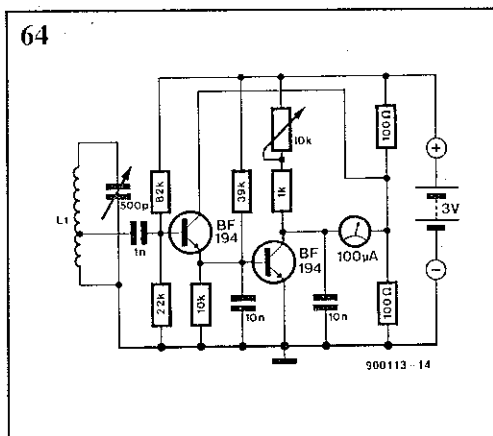 64
10k
100Ω
L1
500p
82k
39k
1k
+
3V
BF
194
1n
BF
194
100µA
−
22k
10k
10n
10n
100Ω
900113-14